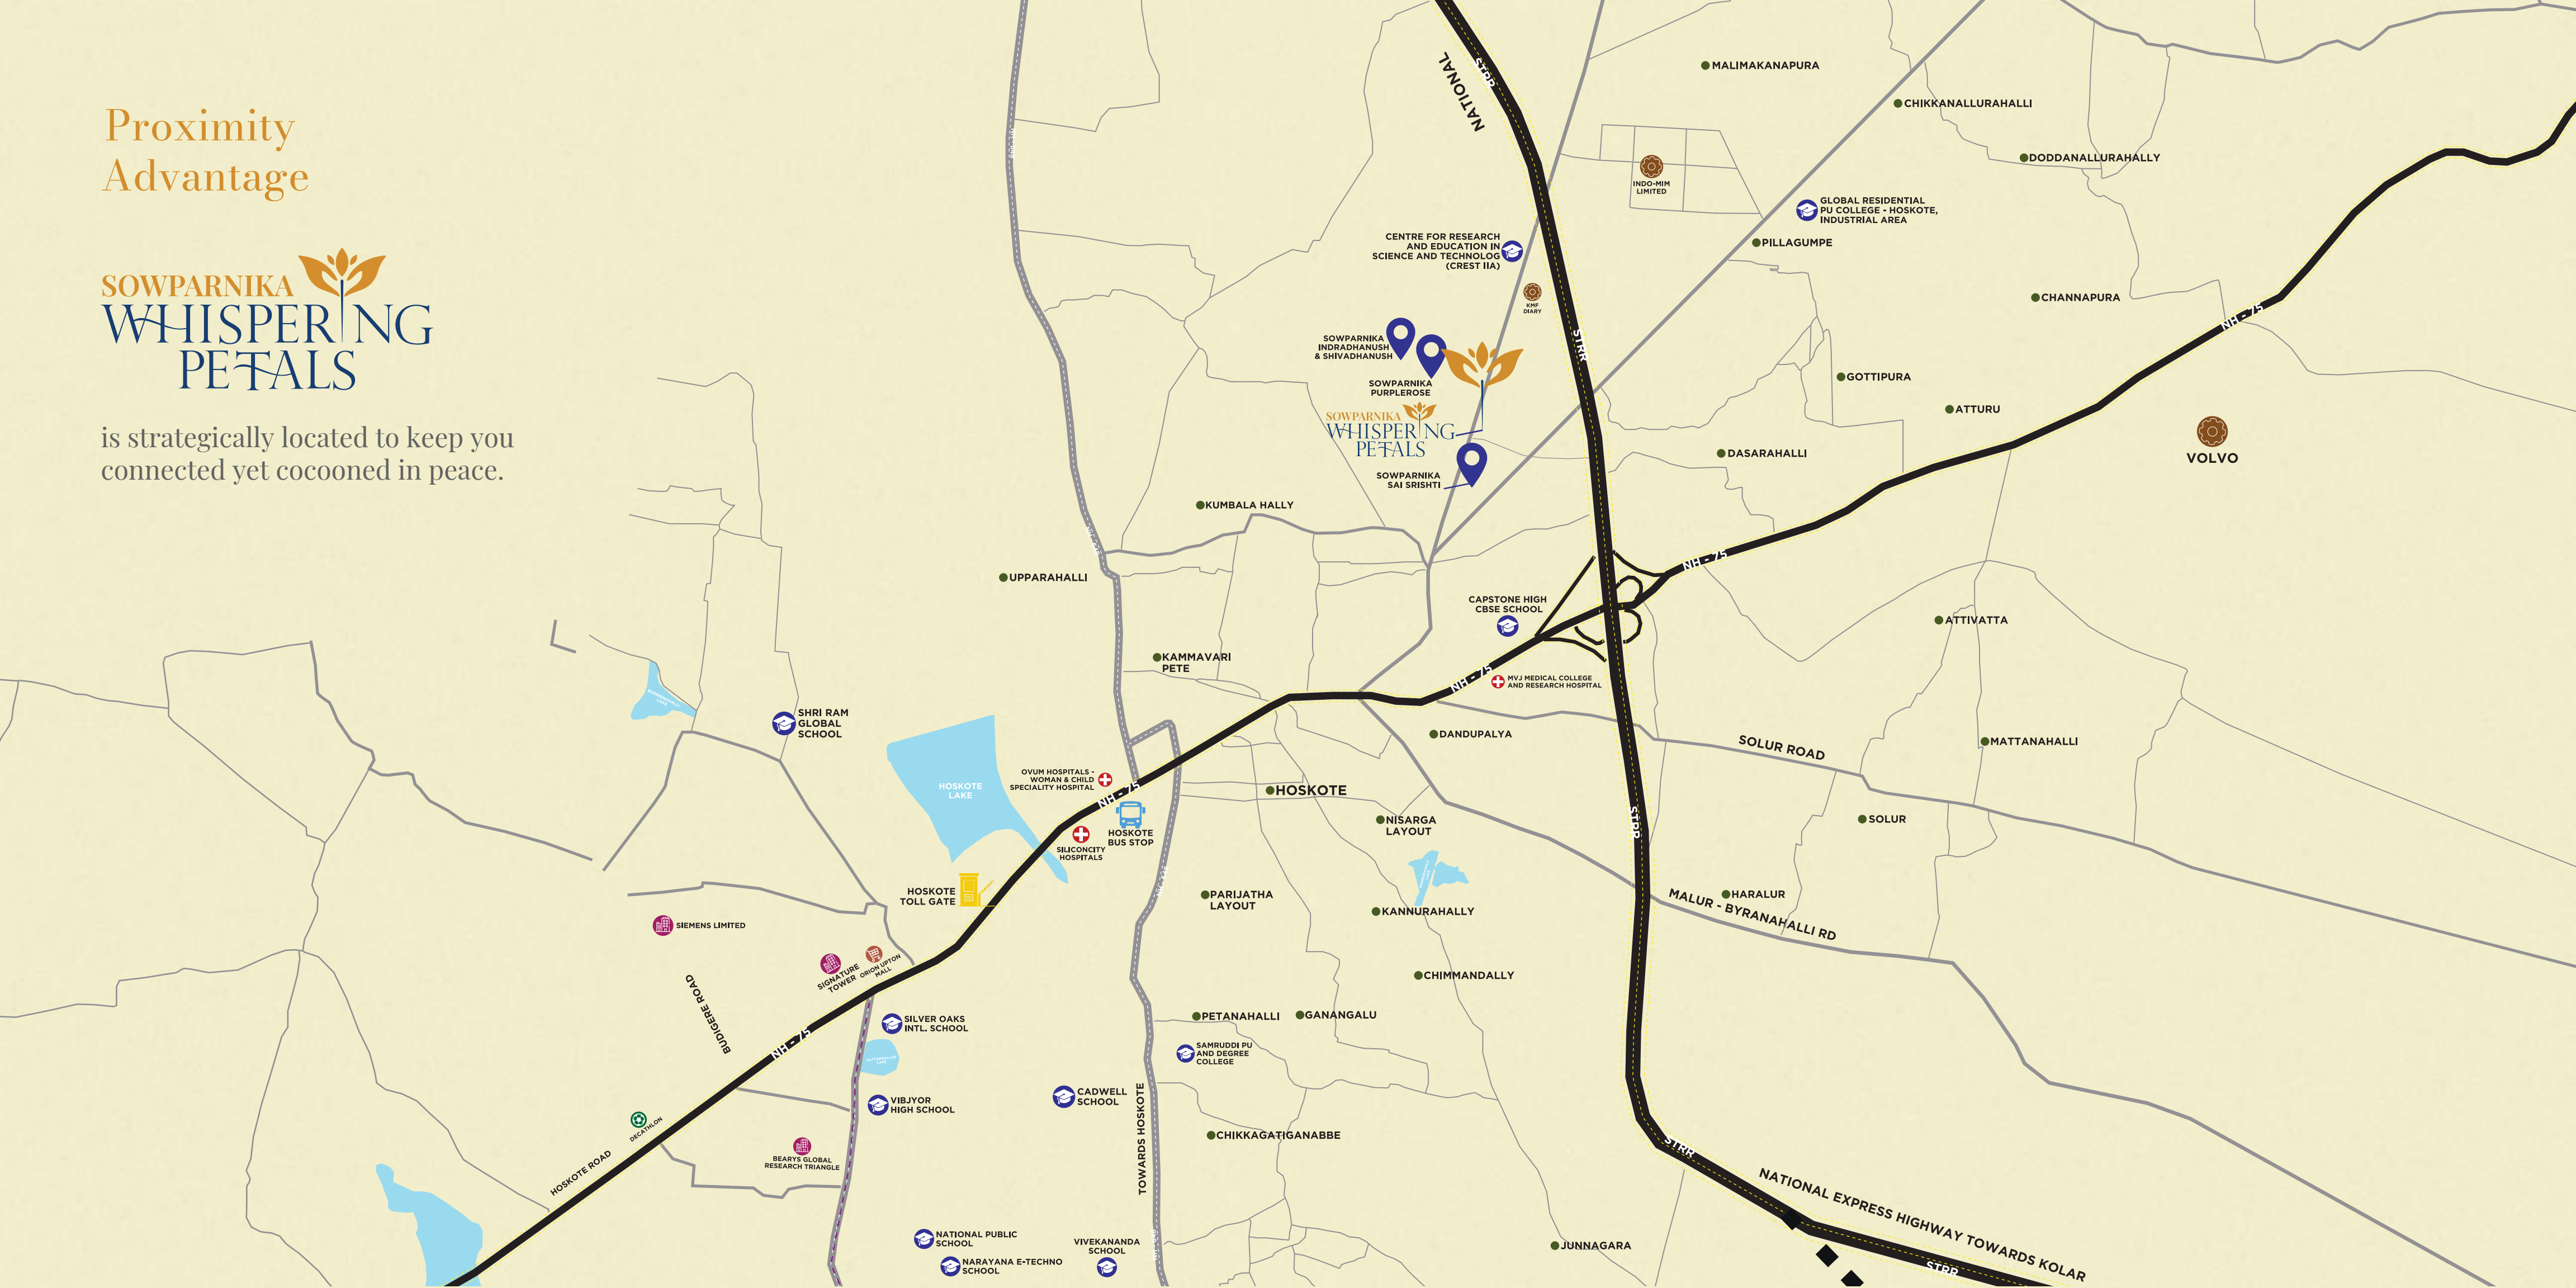 Proximity
Advantage
SOWPARNIKA
WHISPERING
PETALS
is strategically located to keep you
connected yet cocooned in peace.
NATIONAL
STRR
MALIMAKANAPURA
CHIKKANALLURAHALLI
DODDANALLURAHALLY
INDO-MIM
LIMITED
GLOBAL RESIDENTIAL
PU COLLEGE - HOSKOTE,
INDUSTRIAL AREA
PILLAGUMPE
CENTRE FOR RESEARCH
AND EDUCATION IN
SCIENCE AND TECHNOLOG
(CREST IIA)
KMF
DIARY
CHANNAPURA
NH - 75
SOWPARNIKA
INDRADHANUSH
& SHIVADHANUSH
STRR
SOWPARNIKA
PURPLEROSE
GOTTIPURA
ATTURU
SOWPARNIKA
WHISPERING
PETALS
VOLVO
DASARAHALLI
SOWPARNIKA
SAI SRISHTI
KUMBALA HALLY
NH - 75
UPPARAHALLI
CAPSTONE HIGH
CBSE SCHOOL
ATTIVATTA
KAMMAVARI
PETE
NH - 75
MVJ MEDICAL COLLEGE
AND RESEARCH HOSPITAL
SHRI RAM
GLOBAL
SCHOOL
DANDUPALYA
SOLUR ROAD
MATTANAHALLI
OVUM HOSPITALS -
WOMAN & CHILD
SPECIALITY HOSPITAL
HOSKOTE
LAKE
NH - 75
HOSKOTE
HOSKOTE
BUS STOP
SILICONCITY
HOSPITALS
NISARGA
LAYOUT
STRR
SOLUR
HOSKOTE
TOLL GATE
PARIJATHA
LAYOUT
KANNURAHALLY
HARALUR
MALUR - BYRANAHALLI RD
SIEMENS LIMITED
SIGNATURE
TOWER
ORION UPTON
MALL
CHIMMANDALLY
BUDIGERE ROAD
NH - 75
SILVER OAKS
INTL. SCHOOL
PETANAHALLI
GANANGALU
SAMRUDDI PU
AND DEGREE
COLLEGE
VIBJYOR
HIGH SCHOOL
CADWELL
SCHOOL
TOWARDS HOSKOTE
DECATHLON
CHIKKAGATIGANABBE
STRR
HOSKOTE ROAD
BEARYS GLOBAL
RESEARCH TRIANGLE
NATIONAL EXPRESS HIGHWAY TOWARDS KOLAR
NATIONAL PUBLIC
SCHOOL
NARAYANA E-TECHNO
SCHOOL
VIVEKANANDA
SCHOOL
JUNNAGARA
STRR